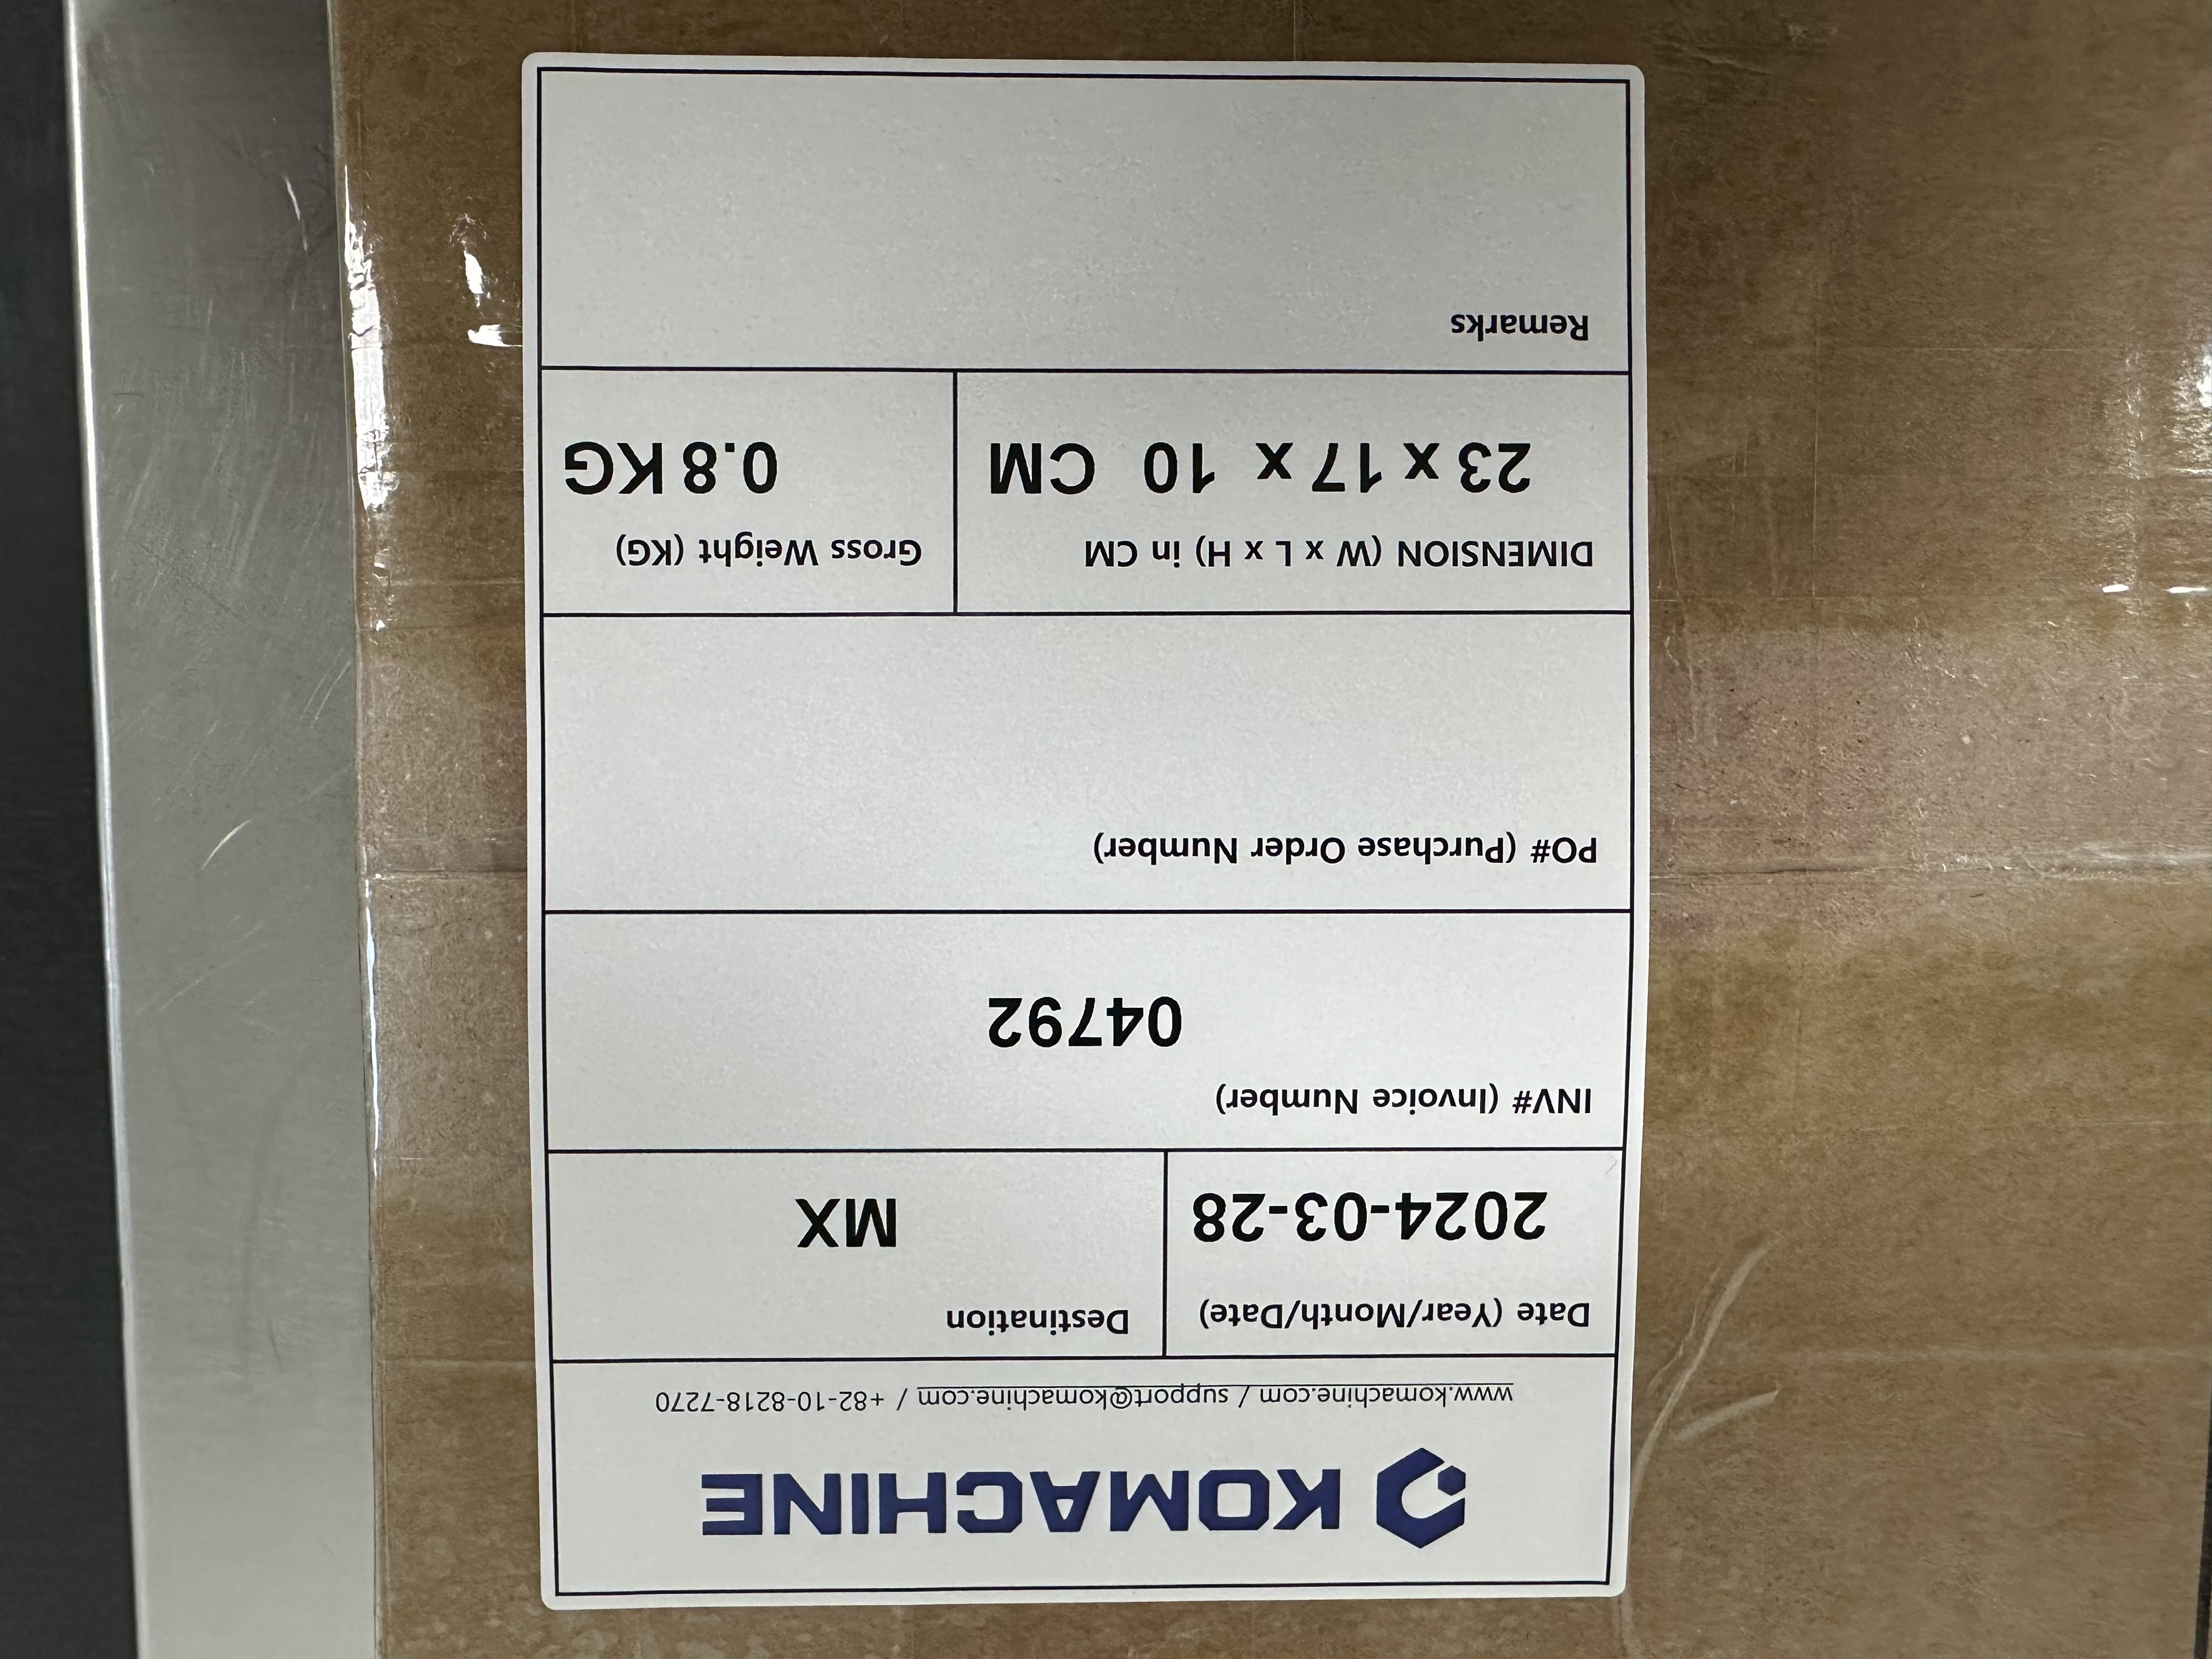 KOMACHINE
www.komachine.com / support@komachine.com / +82-10-8218-7270
Date (Year/Month/Date)
2024-03-28
Destination
MX
INV# (Invoice Number)
04792
PO# (Purchase Order Number)
DIMENSION (W x L x H) in CM
23 x 17 x 10 CM
Gross Weight (KG)
0.8 KG
Remarks